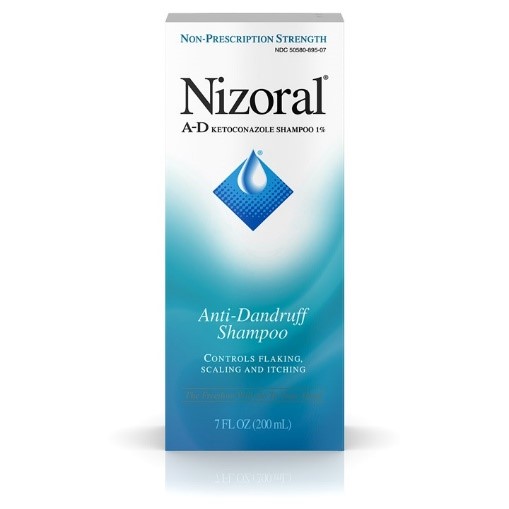 NON-PRESCRIPTION STRENGTH
NDC 50580-895-07
Nizoral®
A-D KETOCONAZOLE SHAMPOO 1%
®
Anti-Dandruff
Shampoo
CONTROLS FLAKING,
SCALING AND ITCHING
7 FL OZ (200 mL)